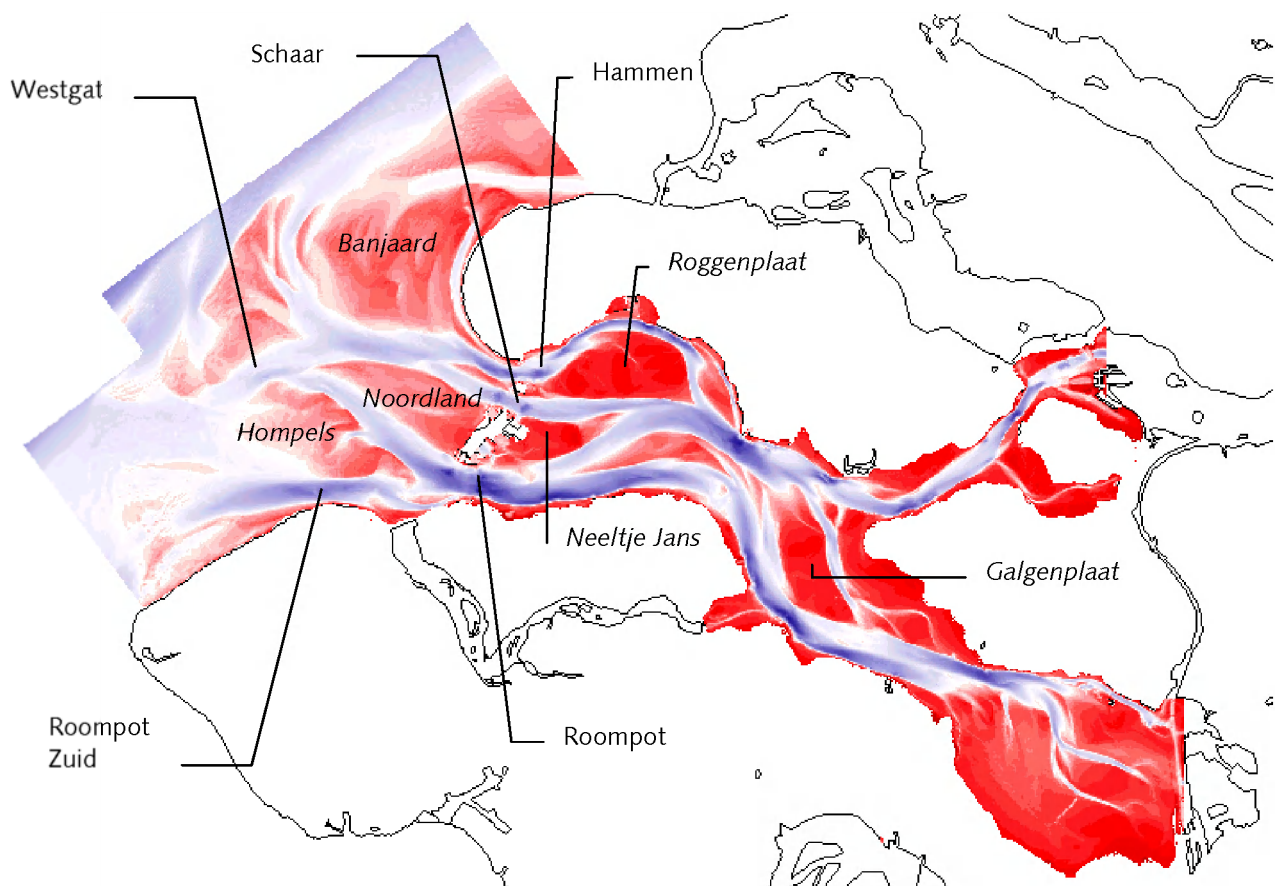 Schaar
Hammen
Westgat
Banjaard
Roggenplaat
Noordland
Hompels
Neeltje Jans
Galgenplaat
Roompot
Zuid
Roompot